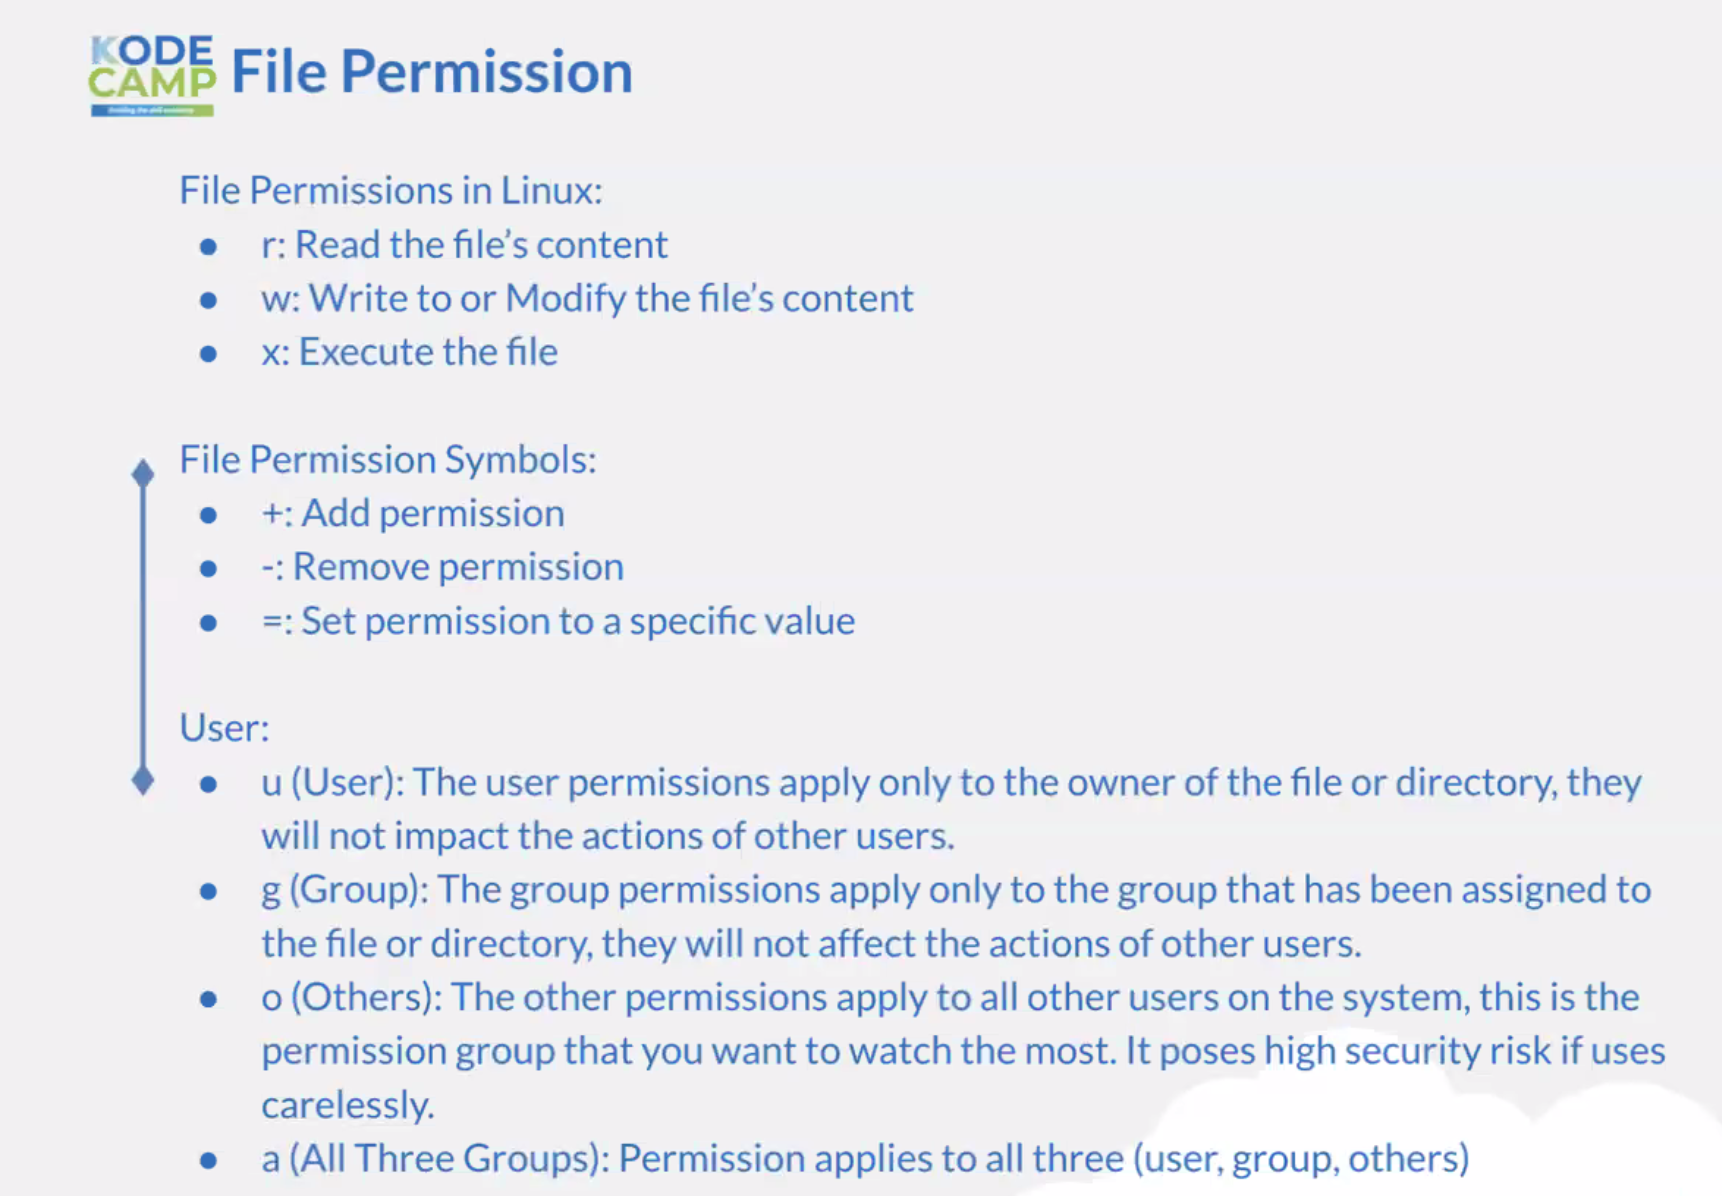 KODE
CAMP
File Permission
File Permissions in Linux:
● r: Read the file's content
● w: Write to or Modify the file's content
● x: Execute the file
File Permission Symbols:
● +: Add permission
● -: Remove permission
● =: Set permission to a specific value
User:
● u (User): The user permissions apply only to the owner of the file or directory, they
will not impact the actions of other users.
● g (Group): The group permissions apply only to the group that has been assigned to
the file or directory, they will not affect the actions of other users.
● o (Others): The other permissions apply to all other users on the system, this is the
permission group that you want to watch the most. It poses high security risk if uses
carelessly.
● a (All Three Groups): Permission applies to all three (user, group, others)